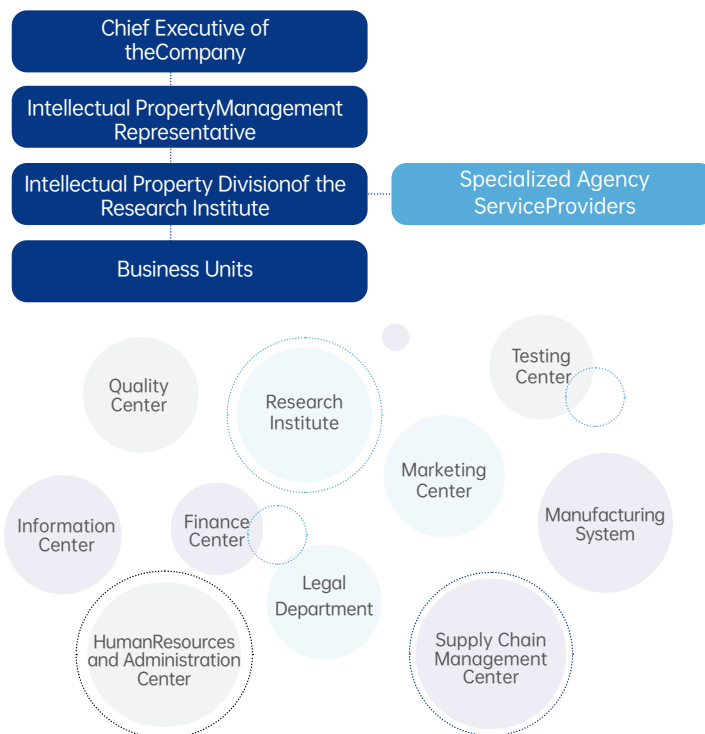 Chief Executive of
theCompany
Intellectual PropertyManagement
Representative
Intellectual Property Divisionof the
Research Institute
Specialized Agency
ServiceProviders
Business Units
Testing
Center
Quality
Center
Research
Institute
Marketing
Center
Information
Center
Finance
Center
Manufacturing
System
Legal
Department
HumanResources
and Administration
Center
Supply Chain
Management
Center